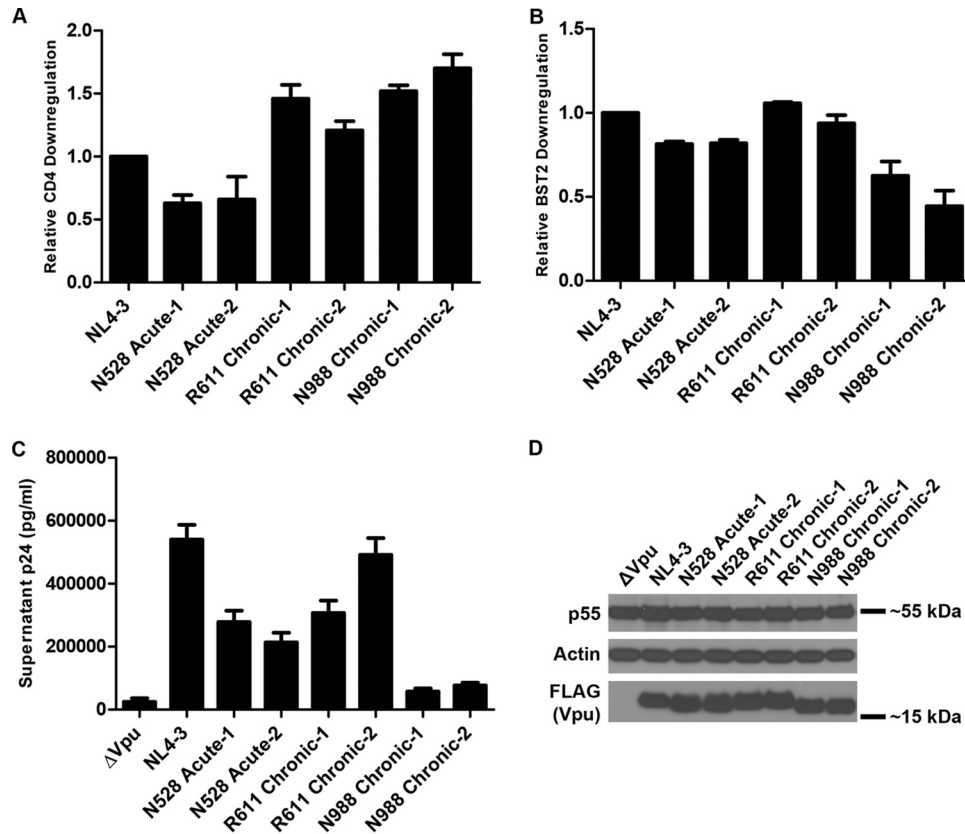 A
Relative CD4 Downregulation
2.0
1.5
1.0
0.5
0.0
NL4-3
N528 Acute-1
N528 Acute-2
R611 Chronic-1
R611 Chronic-2
N988 Chronic-1
N988 Chronic-2
B
Relative BST2 Downregulation
1.5
1.0
0.5
0.0
NL4-3
N528 Acute-1
N528 Acute-2
R611 Chronic-1
R611 Chronic-2
N988 Chronic-1
N988 Chronic-2
C
Supernatant p24 (pg/ml)
800000
600000
400000
200000
0
ΔVpu
NL4-3
N528 Acute-1
N528 Acute-2
R611 Chronic-1
R611 Chronic-2
N988 Chronic-1
N988 Chronic-2
D
ΔVpu
NL4-3
N528 Acute-1
N528 Acute-2
R611 Chronic-1
R611 Chronic-2
N988 Chronic-1
N988 Chronic-2
p55
~55 kDa
Actin
FLAG
(Vpu)
~15 kDa